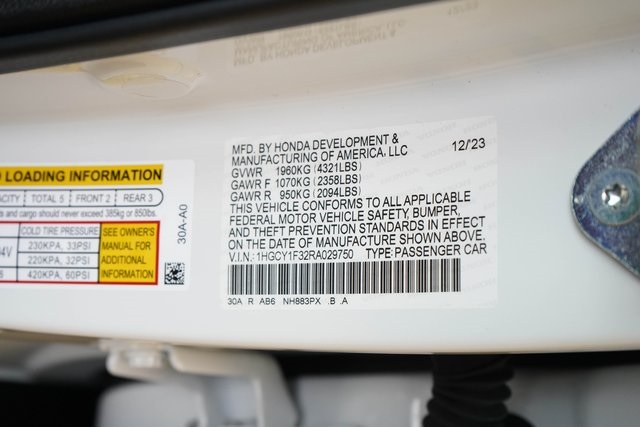 LOADING INFORMATION
TOTAL 5 FRONT 2 REAR 3
and cargo should never exceed 385kg or 850lbs.
COLD TIRE PRESSURE
230KPA, 33PSI
220KPA, 32PSI
420KPA, 60PSI
SEE OWNER'S
MANUAL FOR
ADDITIONAL
INFORMATION
30A-A0
MFD. BY HONDA DEVELOPMENT &
MANUFACTURING OF AMERICA, LLC 12/23
GVWR 1960KG (4321LBS)
GAWR F 1070KG (2358LBS)
GAWR R 950KG (2094LBS)
THIS VEHICLE CONFORMS TO ALL APPLICABLE
FEDERAL MOTOR VEHICLE SAFETY, BUMPER,
AND THEFT PREVENTION STANDARDS IN EFFECT
ON THE DATE OF MANUFACTURE SHOWN ABOVE.
V.I.N.: 1HGCY1F32RA029750 TYPE: PASSENGER CAR
30A R AB6 NH883PX .B .A